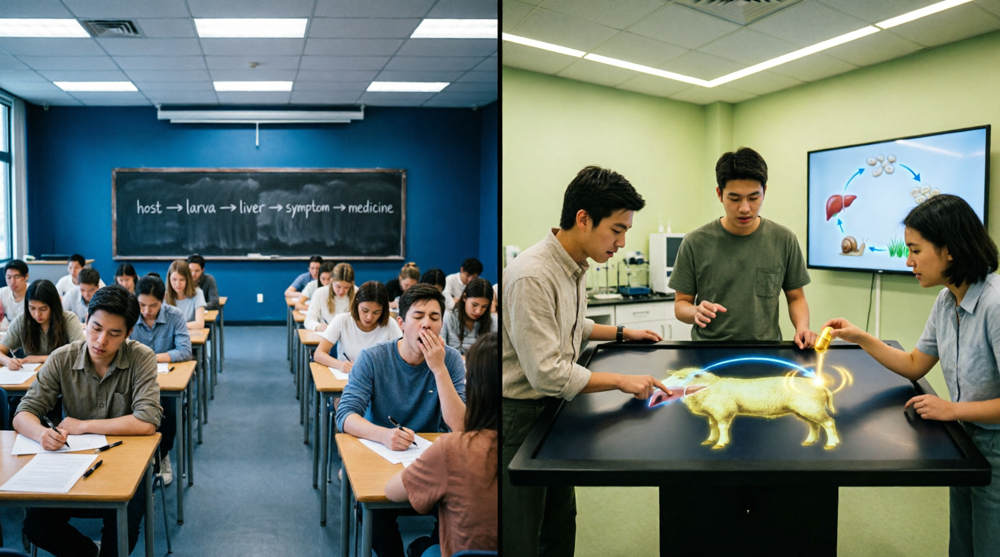 host → larva → liver → symptom → medicine